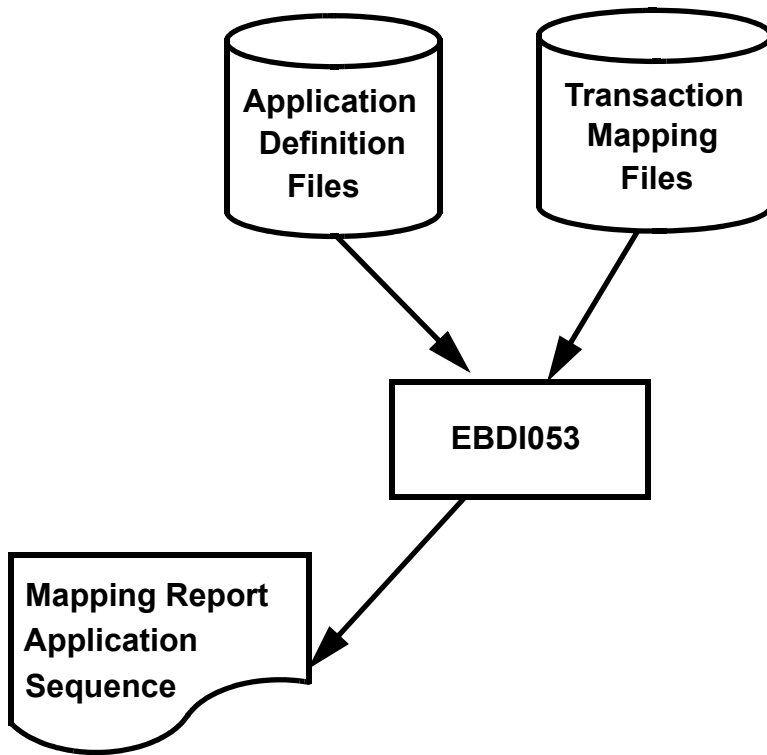 Application
Definition
Files
Transaction
Mapping
Files
EBDI053
Mapping Report
Application
Sequence